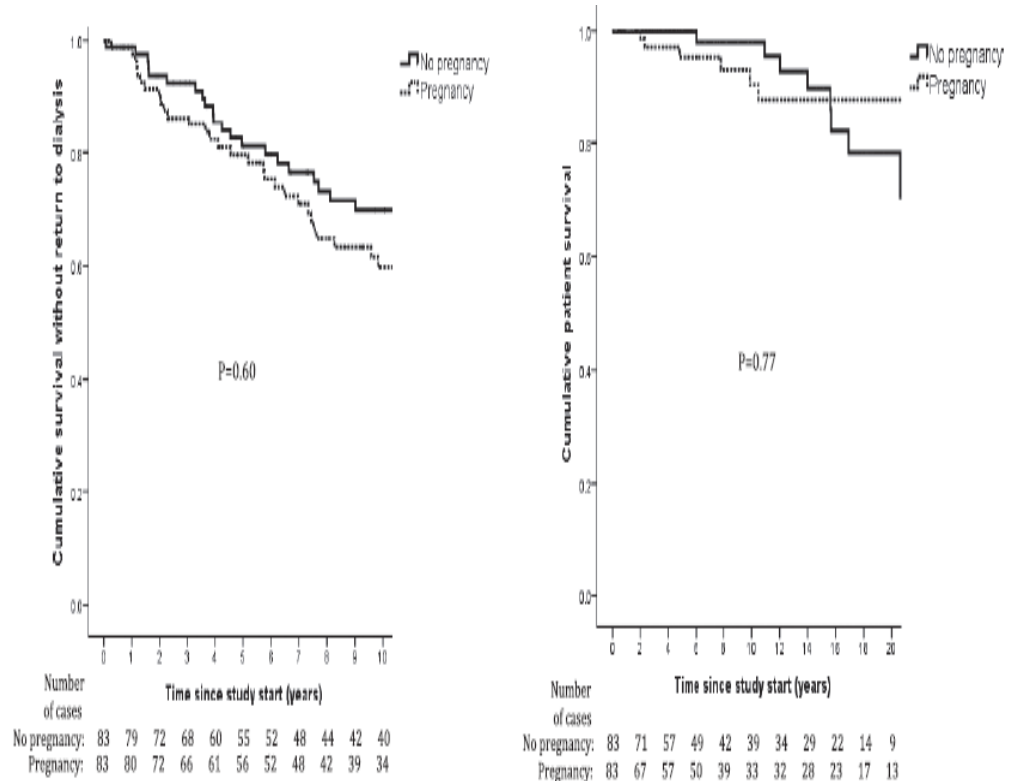 No pregnancy
Pregnancy
Cumulative survival without return to dialysis
1.0
0.8
0.6
0.4
0.2
0.0
P=0.60
0 1 2 3 4 5 6 7 8 9 10
Time since study start (years)
Number
of cases
No pregnancy: 83 79 72 68 60 55 52 48 44 42 40
Pregnancy: 83 80 72 66 61 56 52 48 42 39 34
No pregnancy
Pregnancy
Cumulative patient survival
1.0
0.8
0.6
0.4
0.2
0.0
P=0.77
0 2 4 6 8 10 12 14 16 18 20
Time since study start (years)
Number
of cases
No pregnancy: 83 71 57 49 42 39 34 29 22 14 9
Pregnancy: 83 67 57 50 39 33 32 28 23 17 13